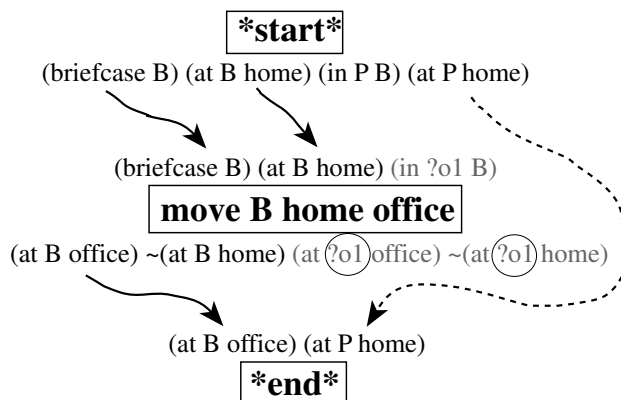 *start*
(briefcase B) (at B home) (in P B) (at P home)
(briefcase B) (at B home) (in ?o1 B)
move B home office
(at B office) ~(at B home) (at ?o1 office) ~(at ?o1 home)
(at B office) (at P home)
*end*